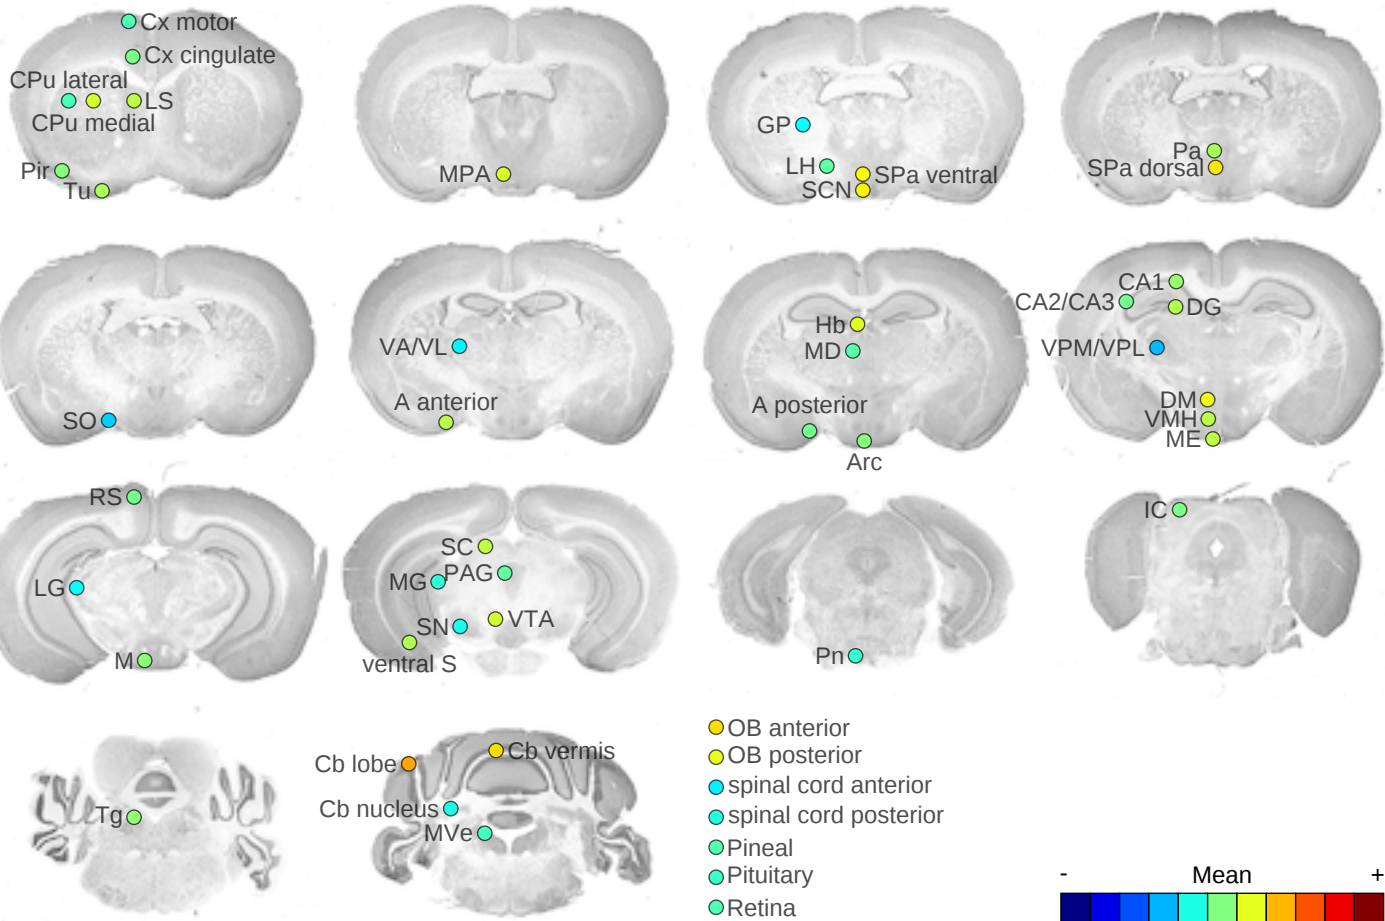 Cx motor
Cx cingulate
CPu lateral
LS
CPu medial
Pir
Tu
MPA
GP
LH
SPa ventral
SCN
Pa
SPa dorsal
SO
VA/VL
A anterior
Hb
MD
A posterior
Arc
CA1
CA2/CA3
DG
VPM/VPL
DM
VMH
ME
RS
LG
M
SC
MG
PAG
SN
VTA
ventral S
Pn
IC
Tg
Cb lobe
Cb vermis
Cb nucleus
MVe
OB anterior
OB posterior
spinal cord anterior
spinal cord posterior
Pineal
Pituitary
Retina
- Mean +